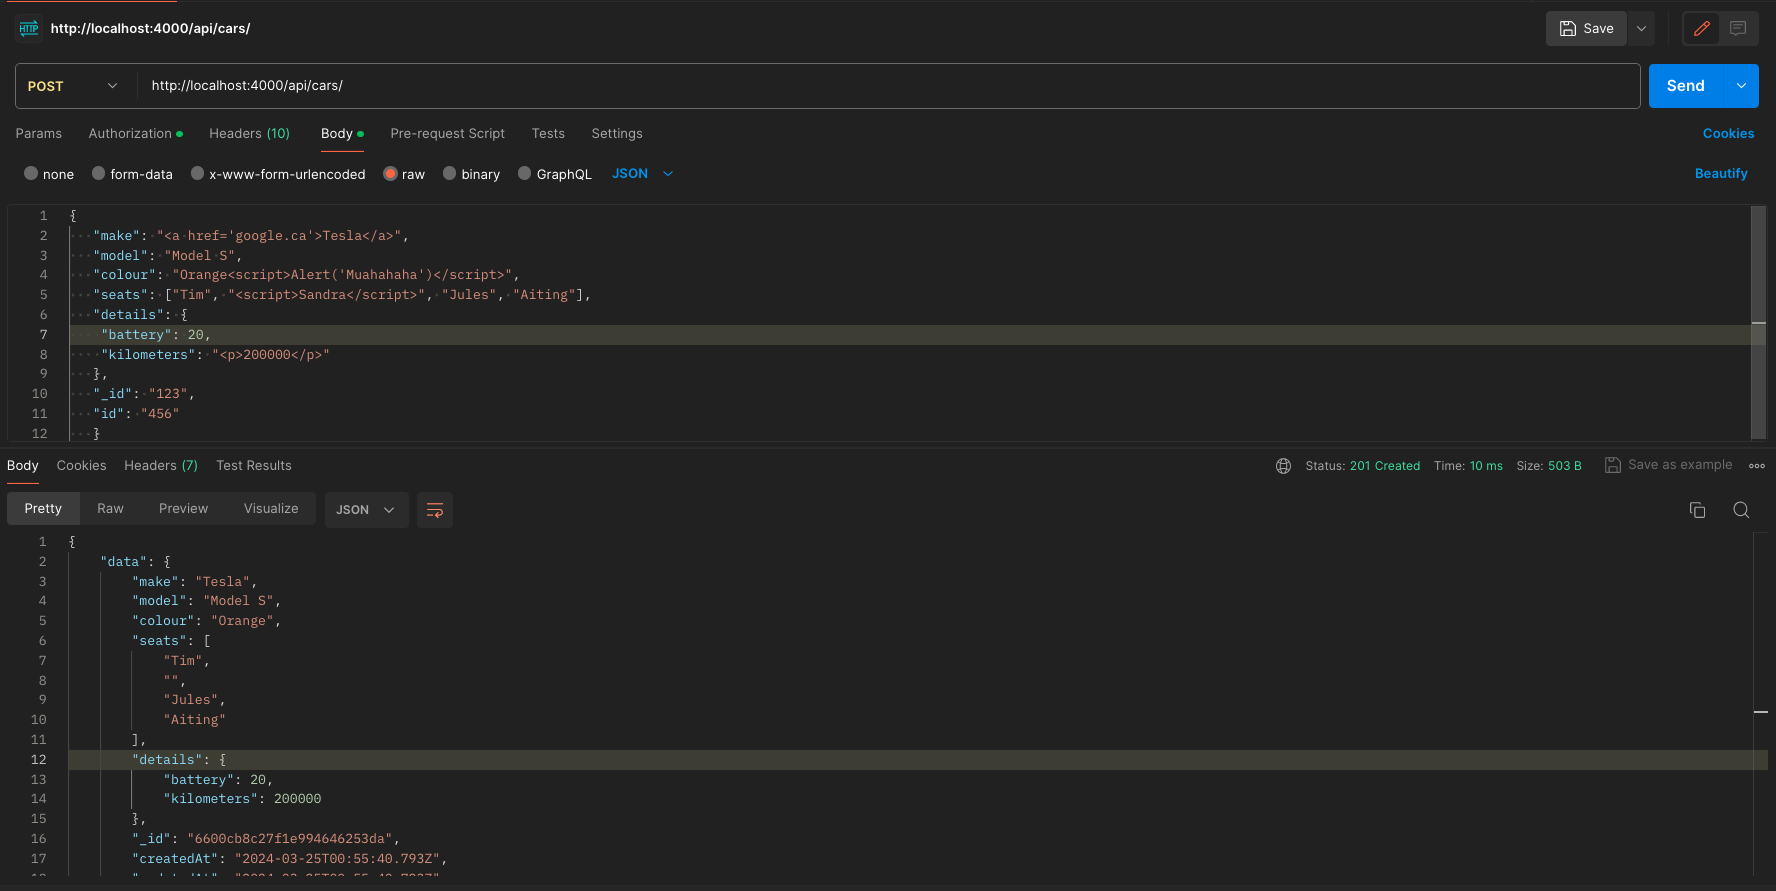 HTTP http://localhost:4000/api/cars/ Save
POST http://localhost:4000/api/cars/ Send
Params Authorization Headers (10) Body Pre-request Script Tests Settings Cookies
none form-data x-www-form-urlencoded raw binary GraphQL JSON Beautify
1 {
2 "make": "<a href='google.ca'>Tesla</a>",
3 "model": "Model S",
4 "colour": "Orange<script>Alert('Muahahaha')</script>",
5 "seats": ["Tim", "<script>Sandra</script>", "Jules", "Aiting"],
6 "details": {
7 "battery": 20,
8 "kilometers": "<p>200000</p>"
9 },
10 "_id": "123",
11 "id": "456"
12 }
Body Cookies Headers (7) Test Results Status: 201 Created Time: 10 ms Size: 503 B Save as example
Pretty Raw Preview Visualize JSON
1 {
2 "data": {
3 "make": "Tesla",
4 "model": "Model S",
5 "colour": "Orange",
6 "seats": [
7 "Tim",
8 "",
9 "Jules",
10 "Aiting"
11 ],
12 "details": {
13 "battery": 20,
14 "kilometers": 200000
15 },
16 "_id": "6600cb8c27f1e994646253da",
17 "createdAt": "2024-03-25T00:55:40.793Z",